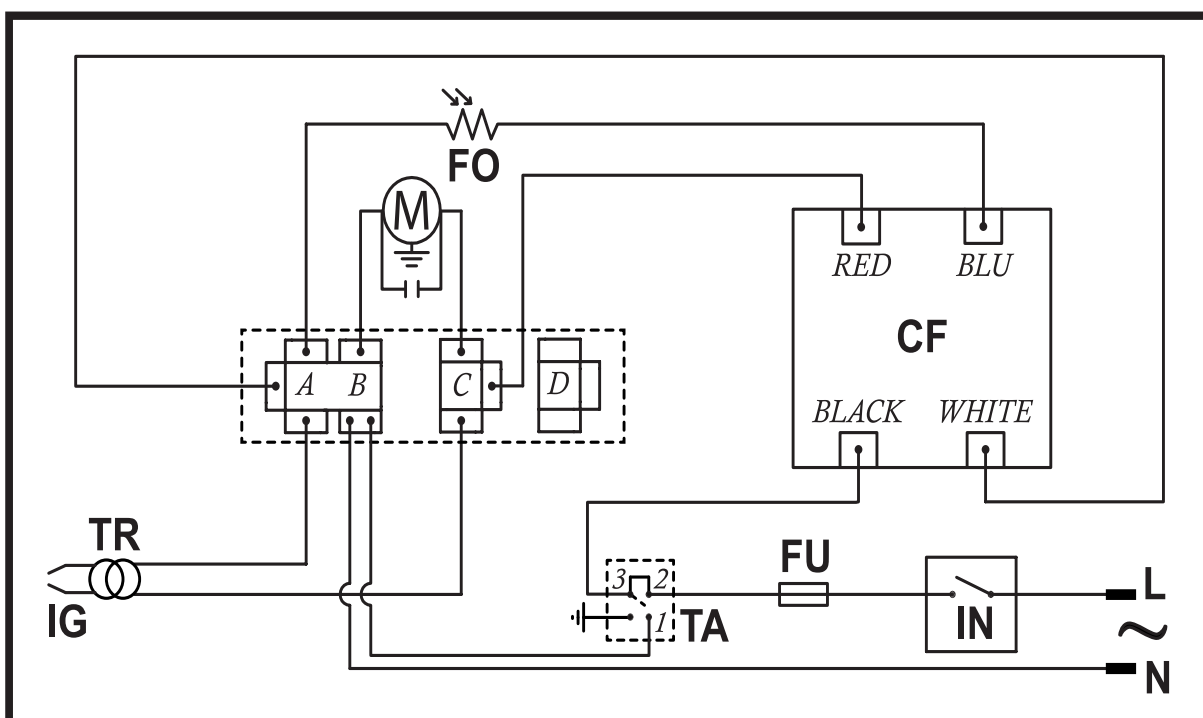 FO
M
RED BLU
CF
A B C D
BLACK WHITE
TR
IG
3 2
1
TA
FU
IN
L
~
N